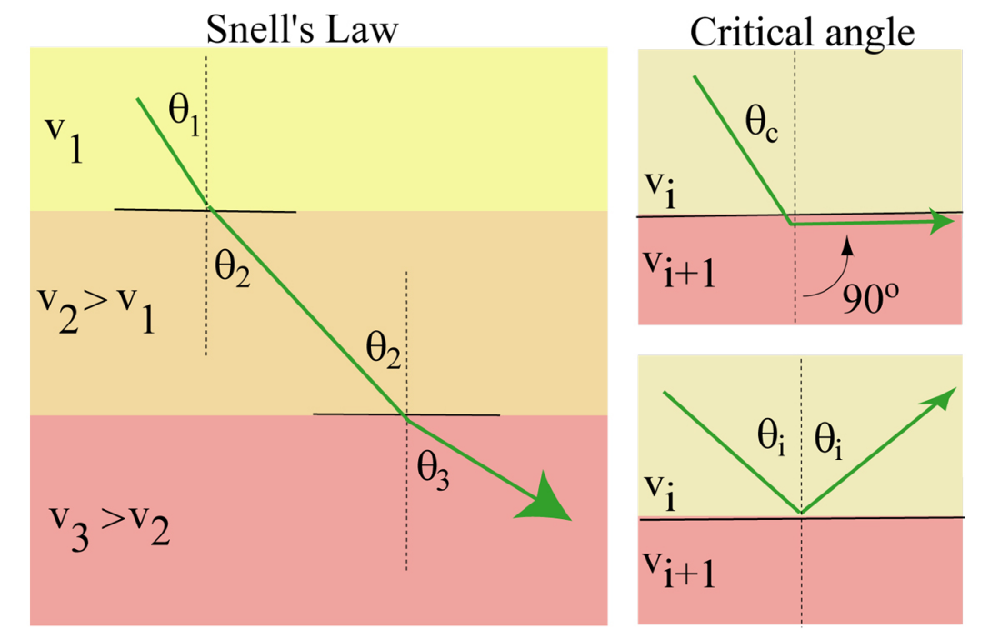 Snell's Law
θ₁
v₁
θ₂
v₂>v₁
θ₂
θ₃
v₃ >v₂
Critical angle
θc
vi
vi+1
90º
θi θi
vi
vi+1